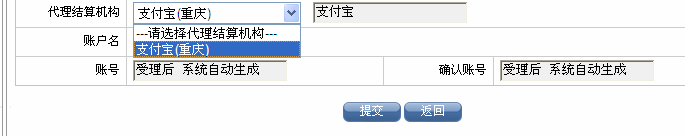 代理结算机构 支付宝(重庆) 支付宝
---请选择代理结算机构---
账户名 支付宝(重庆)
账号 受理后 系统自动生成 确认账号 受理后 系统自动生成
提交 返回